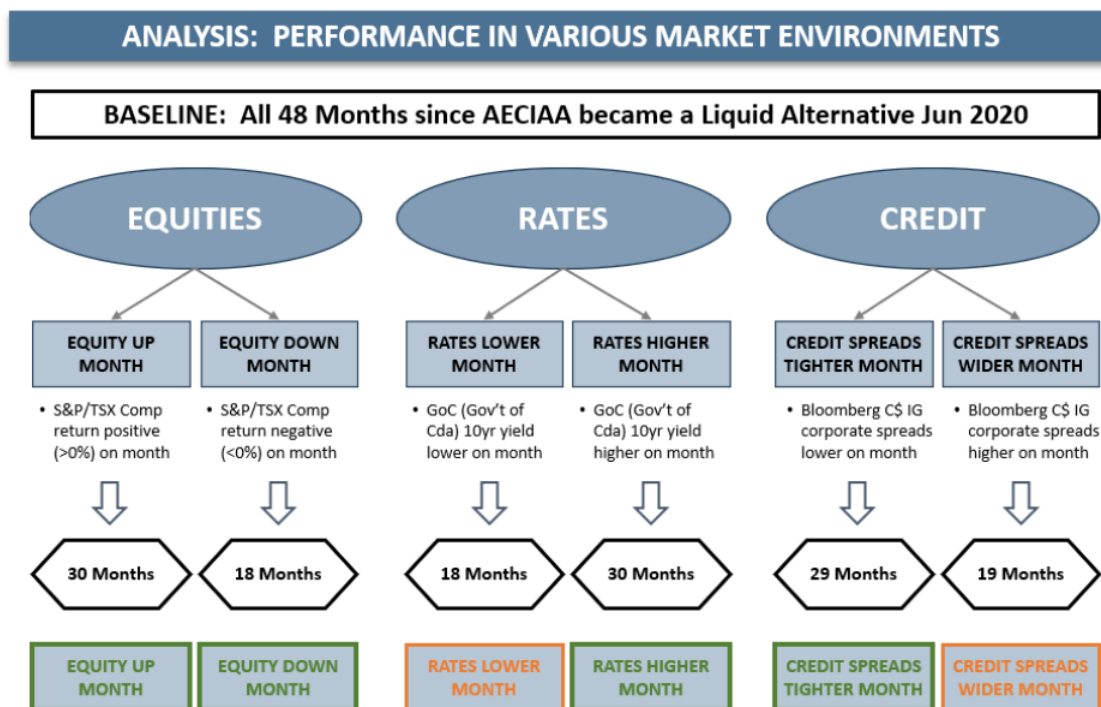 ANALYSIS:  PERFORMANCE IN VARIOUS MARKET ENVIRONMENTS
BASELINE:  All 48 Months since AECIAA became a Liquid Alternative Jun 2020
EQUITIES
RATES
CREDIT
EQUITY UP
MONTH
EQUITY DOWN
MONTH
RATES LOWER
MONTH
RATES HIGHER
MONTH
CREDIT SPREADS
TIGHTER MONTH
CREDIT SPREADS
WIDER MONTH
• S&P/TSX Comp
return positive
(>0%) on month
• S&P/TSX Comp
return negative
(<0%) on month
• GoC (Gov't of
Cda) 10yr yield
lower on month
• GoC (Gov't of
Cda) 10yr yield
higher on month
• Bloomberg C$ IG
corporate spreads
lower on month
• Bloomberg C$ IG
corporate spreads
higher on month
30 Months
18 Months
18 Months
30 Months
29 Months
19 Months
EQUITY UP
MONTH
EQUITY DOWN
MONTH
RATES LOWER
MONTH
RATES HIGHER
MONTH
CREDIT SPREADS
TIGHTER MONTH
CREDIT SPREADS
WIDER MONTH